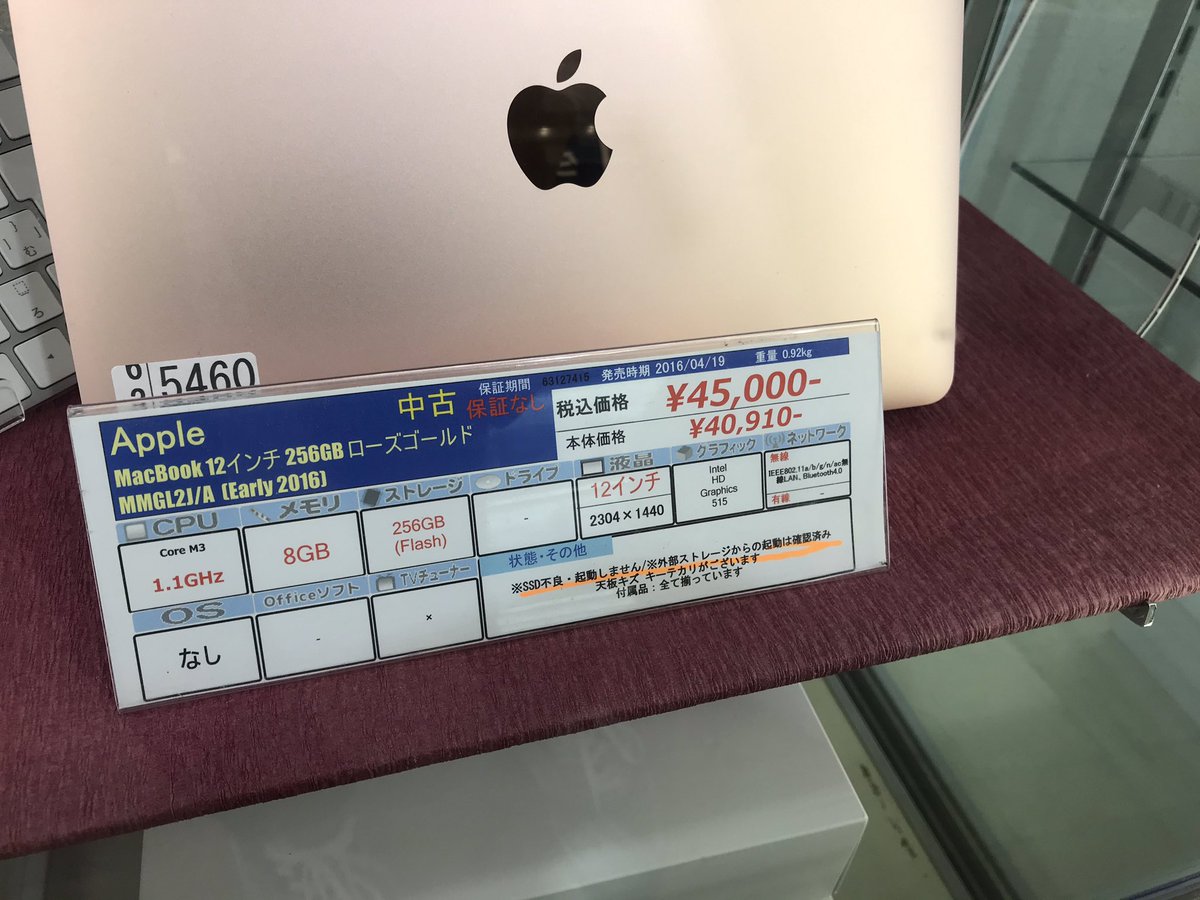 5460
中古
保証期間
保証なし
63127415
発売時期 2016/04/19
重量 0.92kg
Apple
MacBook 12インチ 256GB ローズゴールド
MMGL2J/A (Early 2016)
税込価格 ¥45,000-
本体価格 ¥40,910-
CPU
メモリ
ストレージ
ドライブ
液晶
グラフィック
ネットワーク
Core M3
1.1GHz
8GB
256GB
(Flash)
-
12インチ
2304×1440
Intel
HD
Graphics
515
無線
IEEE802.11a/b/g/n/ac無
線LAN、Bluetooth4.0
有線 -
OS
Officeソフト
TVチューナー
状態・その他
なし
-
×
※SSD不良・起動しません/※外部ストレージからの起動は確認済み
天板キズ キーテカリがございます
付属品：全て揃っています
む
ろ